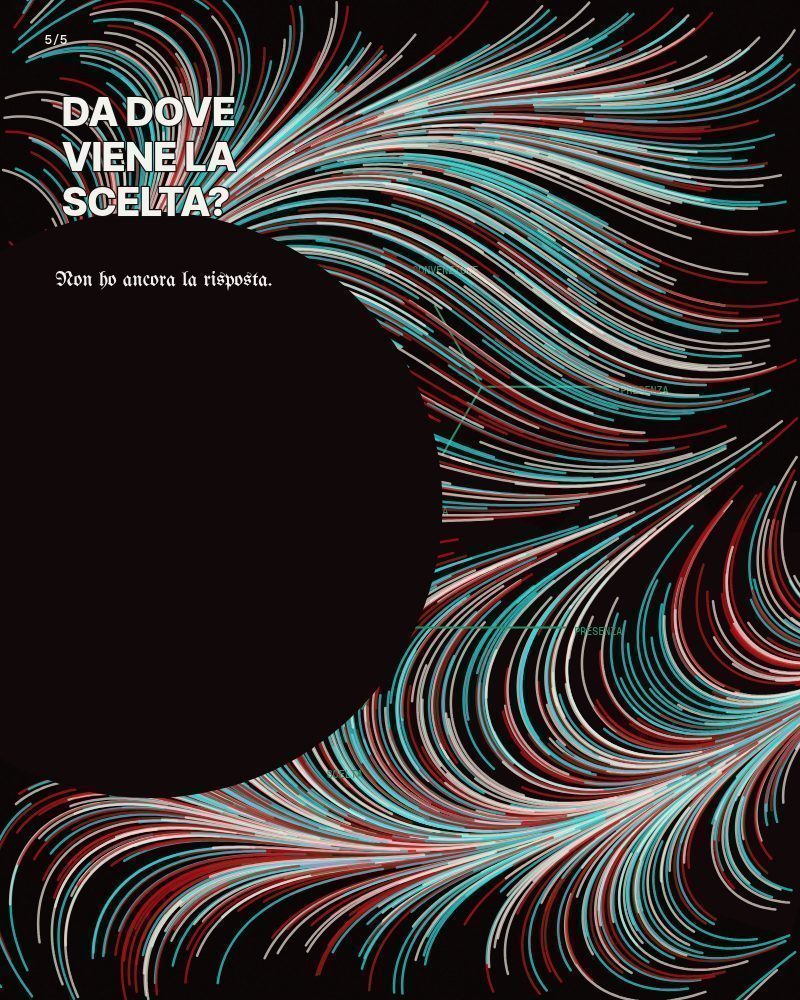 5/5
DA DOVE
VIENE LA
SCELTA?
Non ho ancora la risposta.
PRESENZA
PRESENZA